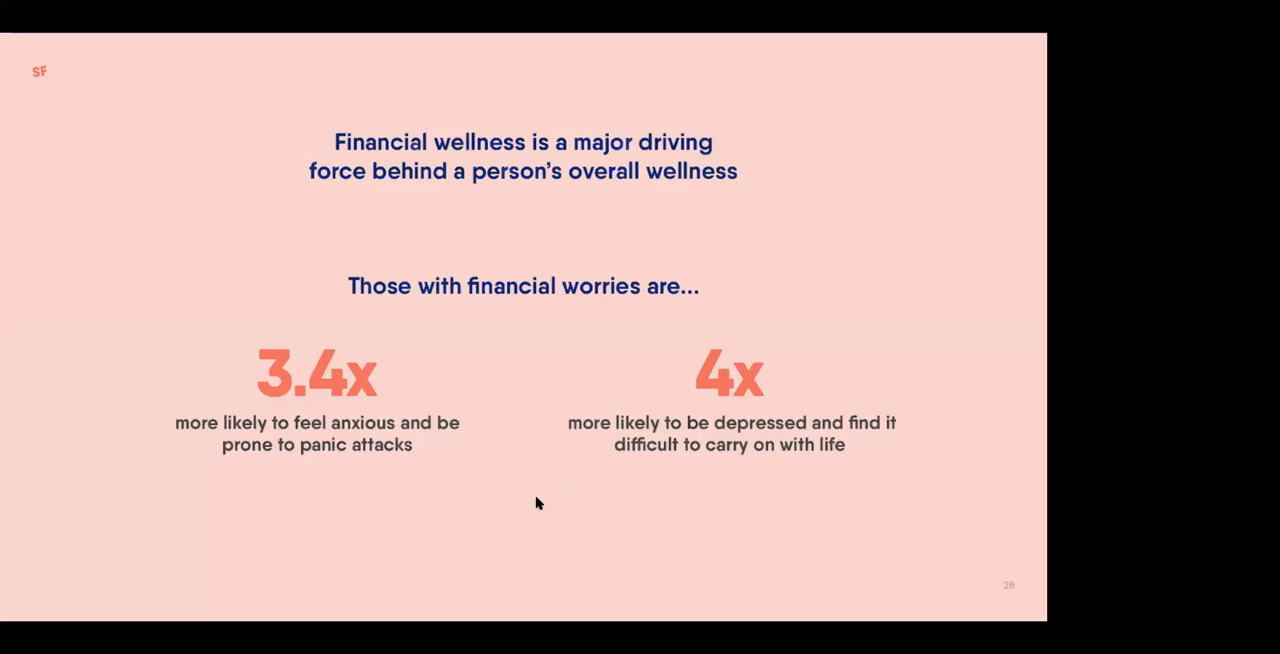 SF
Financial wellness is a major driving
force behind a person’s overall wellness
Those with financial worries are...
3.4x
more likely to feel anxious and be
prone to panic attacks
4x
more likely to be depressed and find it
difficult to carry on with life
28